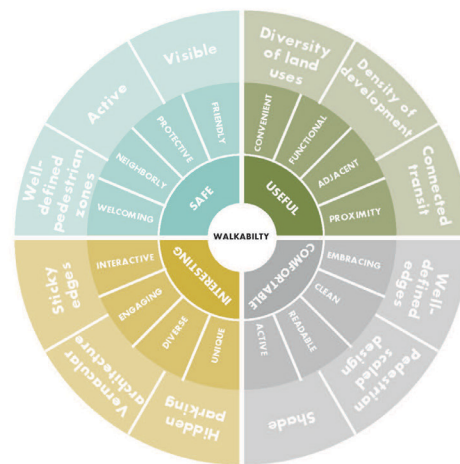 WALKABILTY
SAFE
WELCOMING
NEIGHBORLY
PROTECTIVE
FRIENDLY
Well-
defined
pedestrian
zones
Active
Visible
USEFUL
CONVENIENT
FUNCTIONAL
ADJACENT
PROXIMITY
Diversity
of land
uses
Density of
development
Connected
transit
COMFORTABLE
EMBRACING
CLEAN
READABLE
ACTIVE
Well-
defined
edges
Pedestrian
scaled
design
Shade
INTERESTING
UNIQUE
DIVERSE
ENGAGING
INTERACTIVE
Hidden
parking
Vernacular
architecture
Sticky
edges